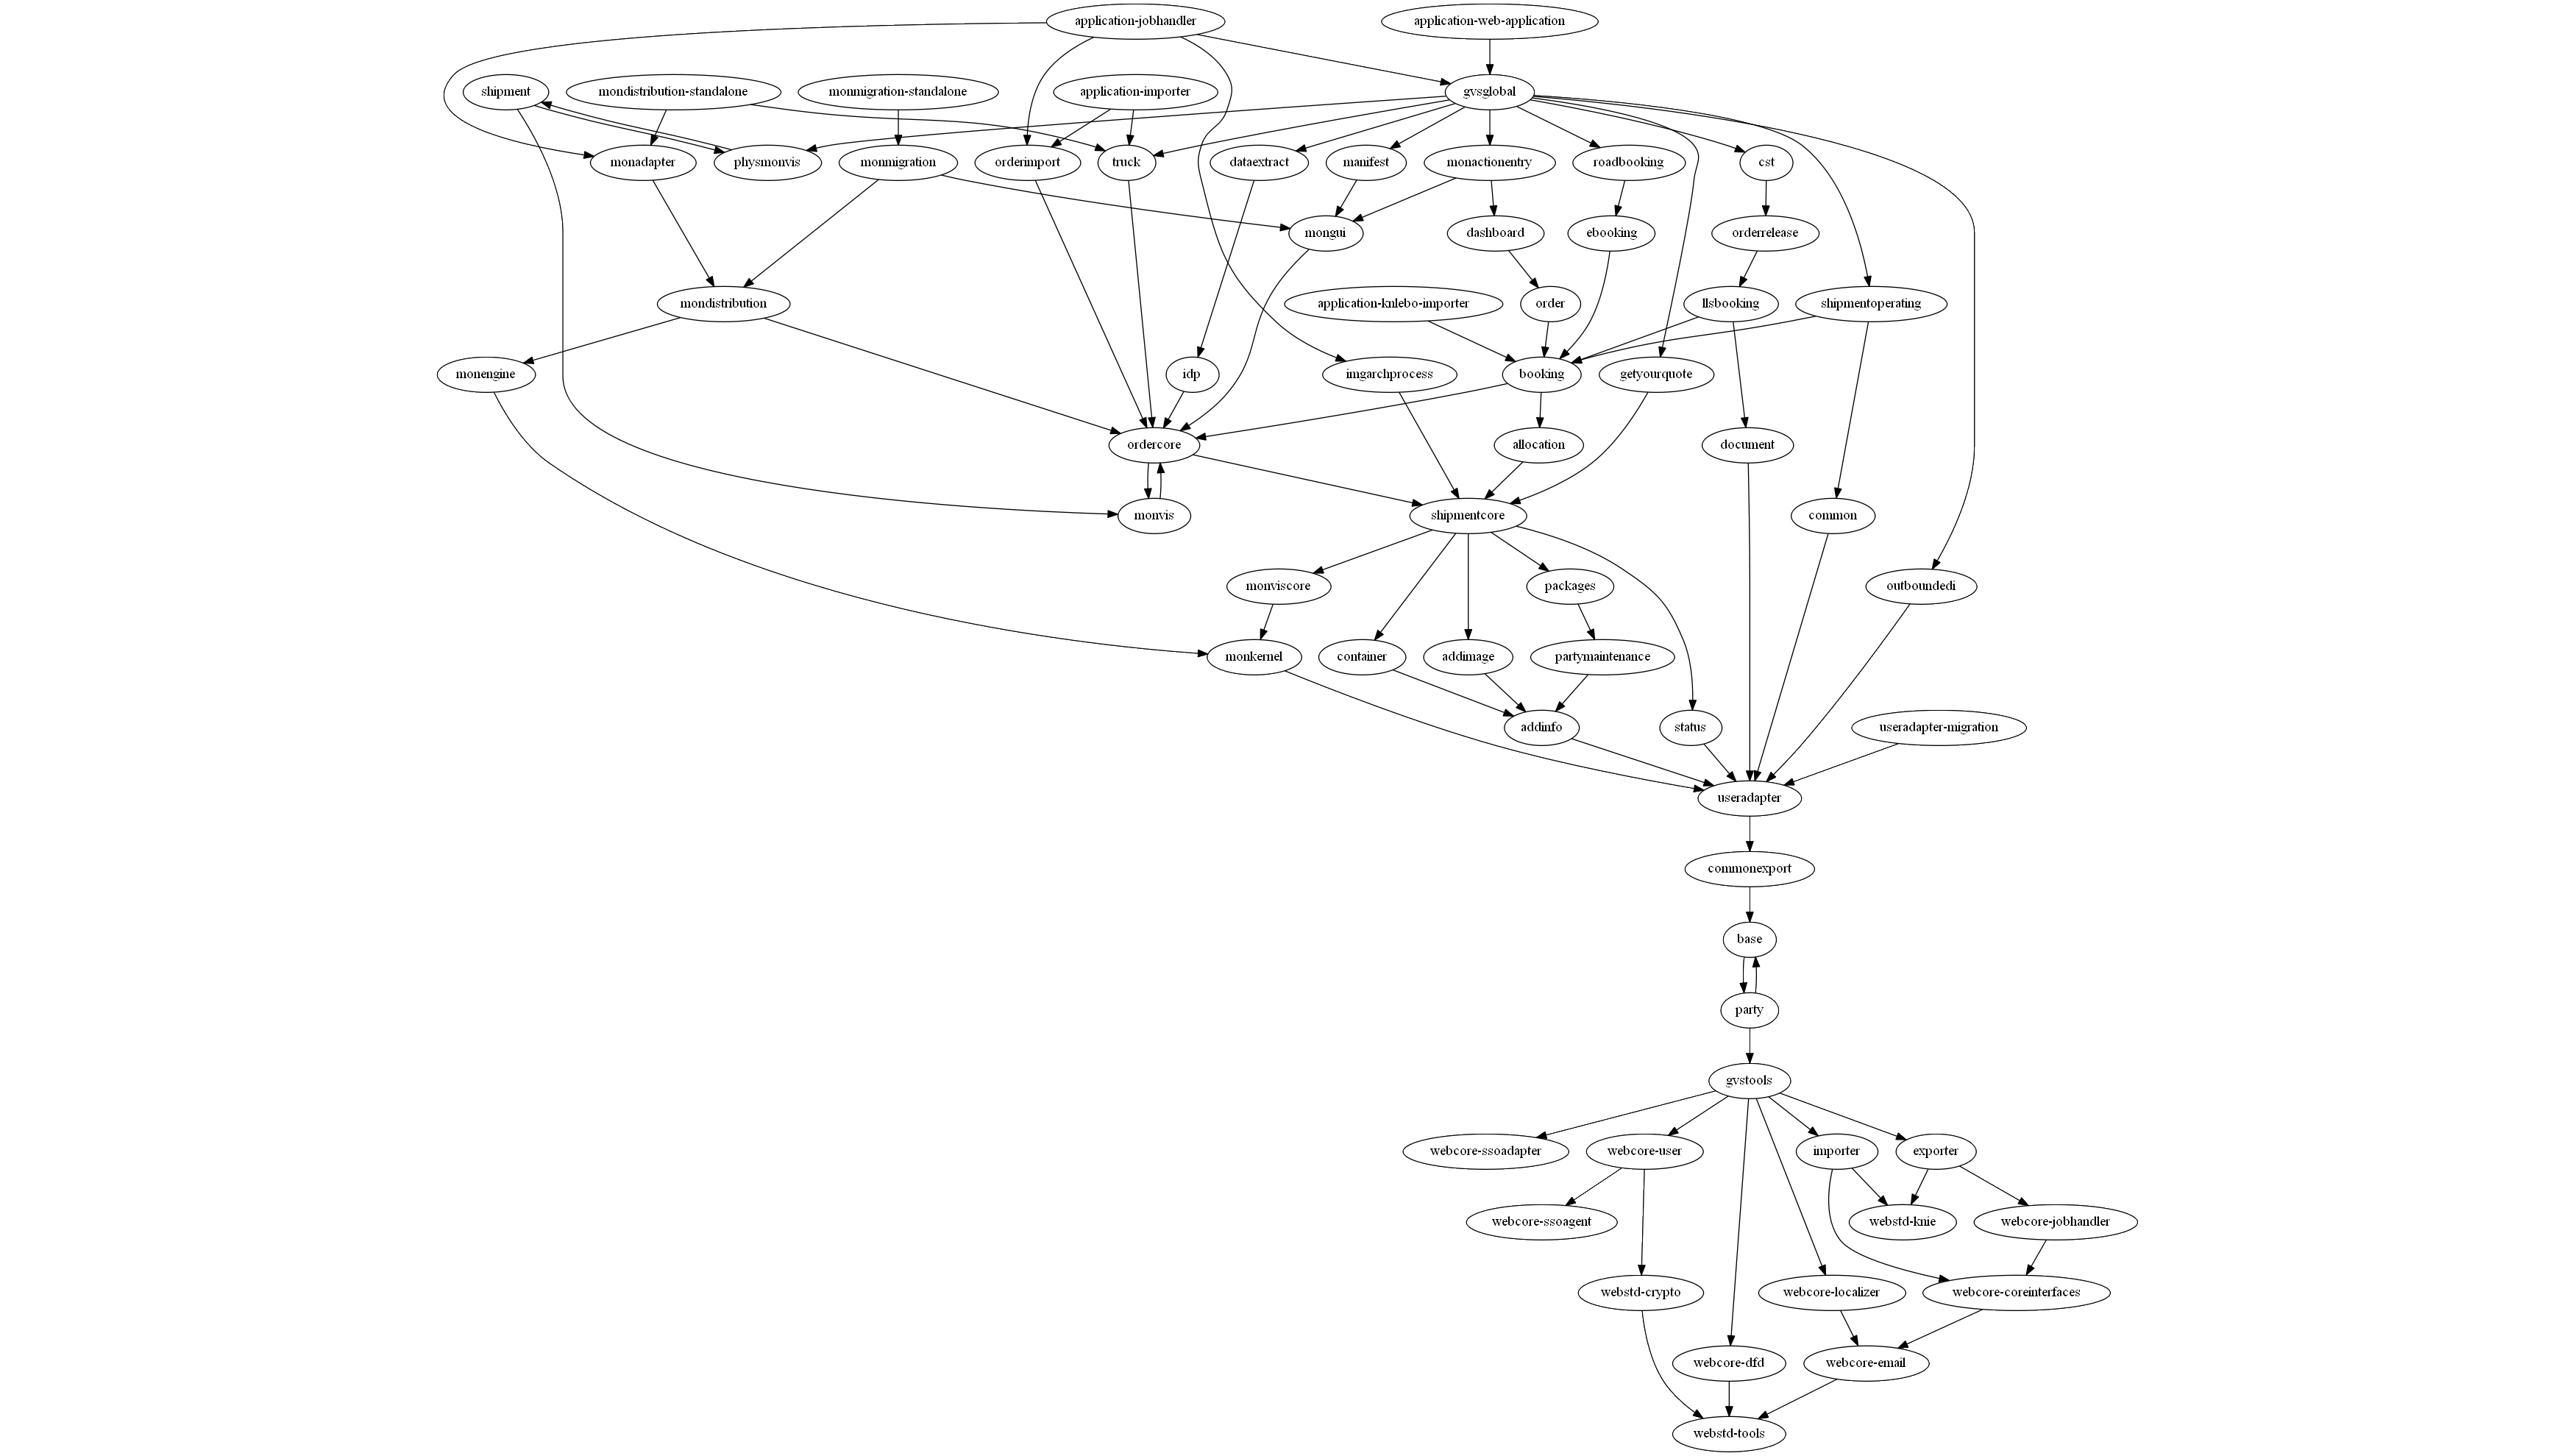 application-jobhandler
application-web-application
shipment
mondistribution-standalone
monmigration-standalone
application-importer
gvsglobal
monadapter
physmonvis
monmigration
orderimport
truck
dataextract
manifest
monactionentry
roadbooking
cst
mongui
dashboard
ebooking
orderrelease
mondistribution
application-knlebo-importer
order
llsbooking
shipmentoperating
monengine
idp
imgarchprocess
booking
getyourquote
ordercore
allocation
document
monvis
shipmentcore
common
monviscore
packages
outboundedi
monkernel
container
addimage
partymaintenance
addinfo
status
useradapter-migration
useradapter
commonexport
base
party
gvstools
webcore-ssoadapter
webcore-user
importer
exporter
webcore-ssoagent
webstd-knie
webcore-jobhandler
webstd-crypto
webcore-localizer
webcore-coreinterfaces
webcore-dfd
webcore-email
webstd-tools